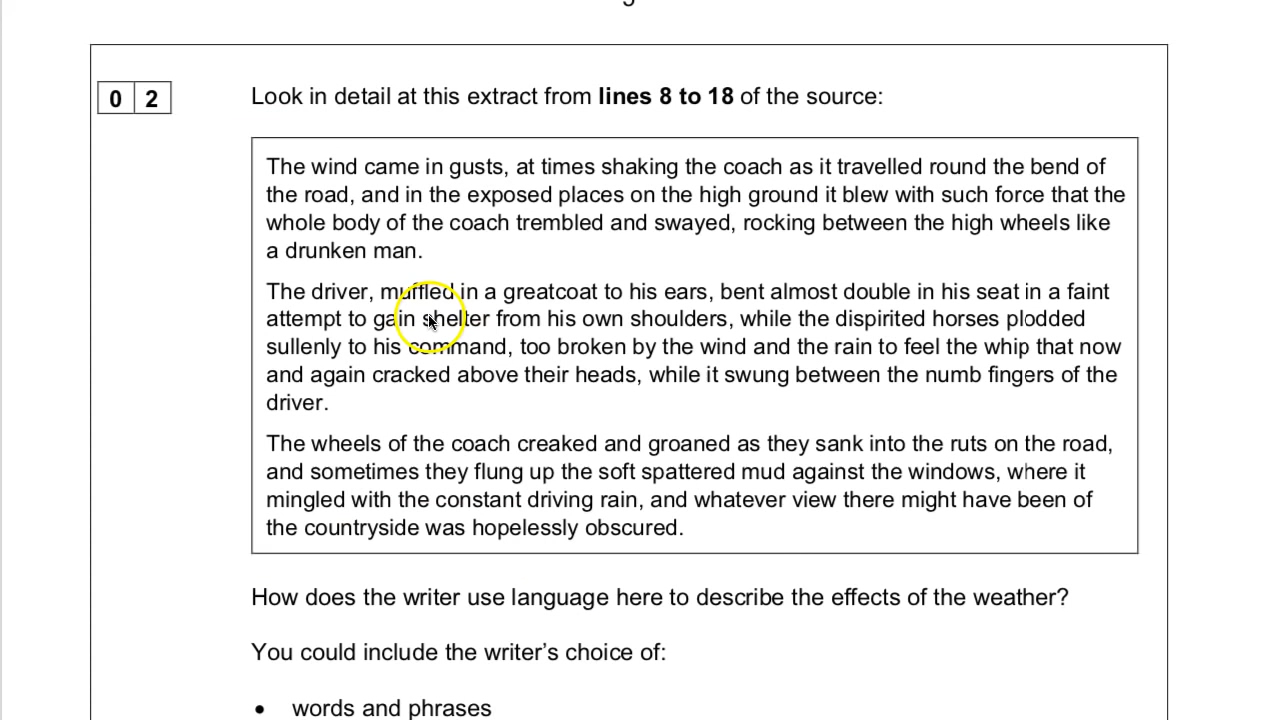 0 2 Look in detail at this extract from lines 8 to 18 of the source:
The wind came in gusts, at times shaking the coach as it travelled round the bend of
the road, and in the exposed places on the high ground it blew with such force that the
whole body of the coach trembled and swayed, rocking between the high wheels like
a drunken man.
The driver, muffled in a greatcoat to his ears, bent almost double in his seat in a faint
attempt to gain shelter from his own shoulders, while the dispirited horses plodded
sullenly to his command, too broken by the wind and the rain to feel the whip that now
and again cracked above their heads, while it swung between the numb fingers of the
driver.
The wheels of the coach creaked and groaned as they sank into the ruts on the road,
and sometimes they flung up the soft spattered mud against the windows, where it
mingled with the constant driving rain, and whatever view there might have been of
the countryside was hopelessly obscured.
How does the writer use language here to describe the effects of the weather?
You could include the writer's choice of:
• words and phrases